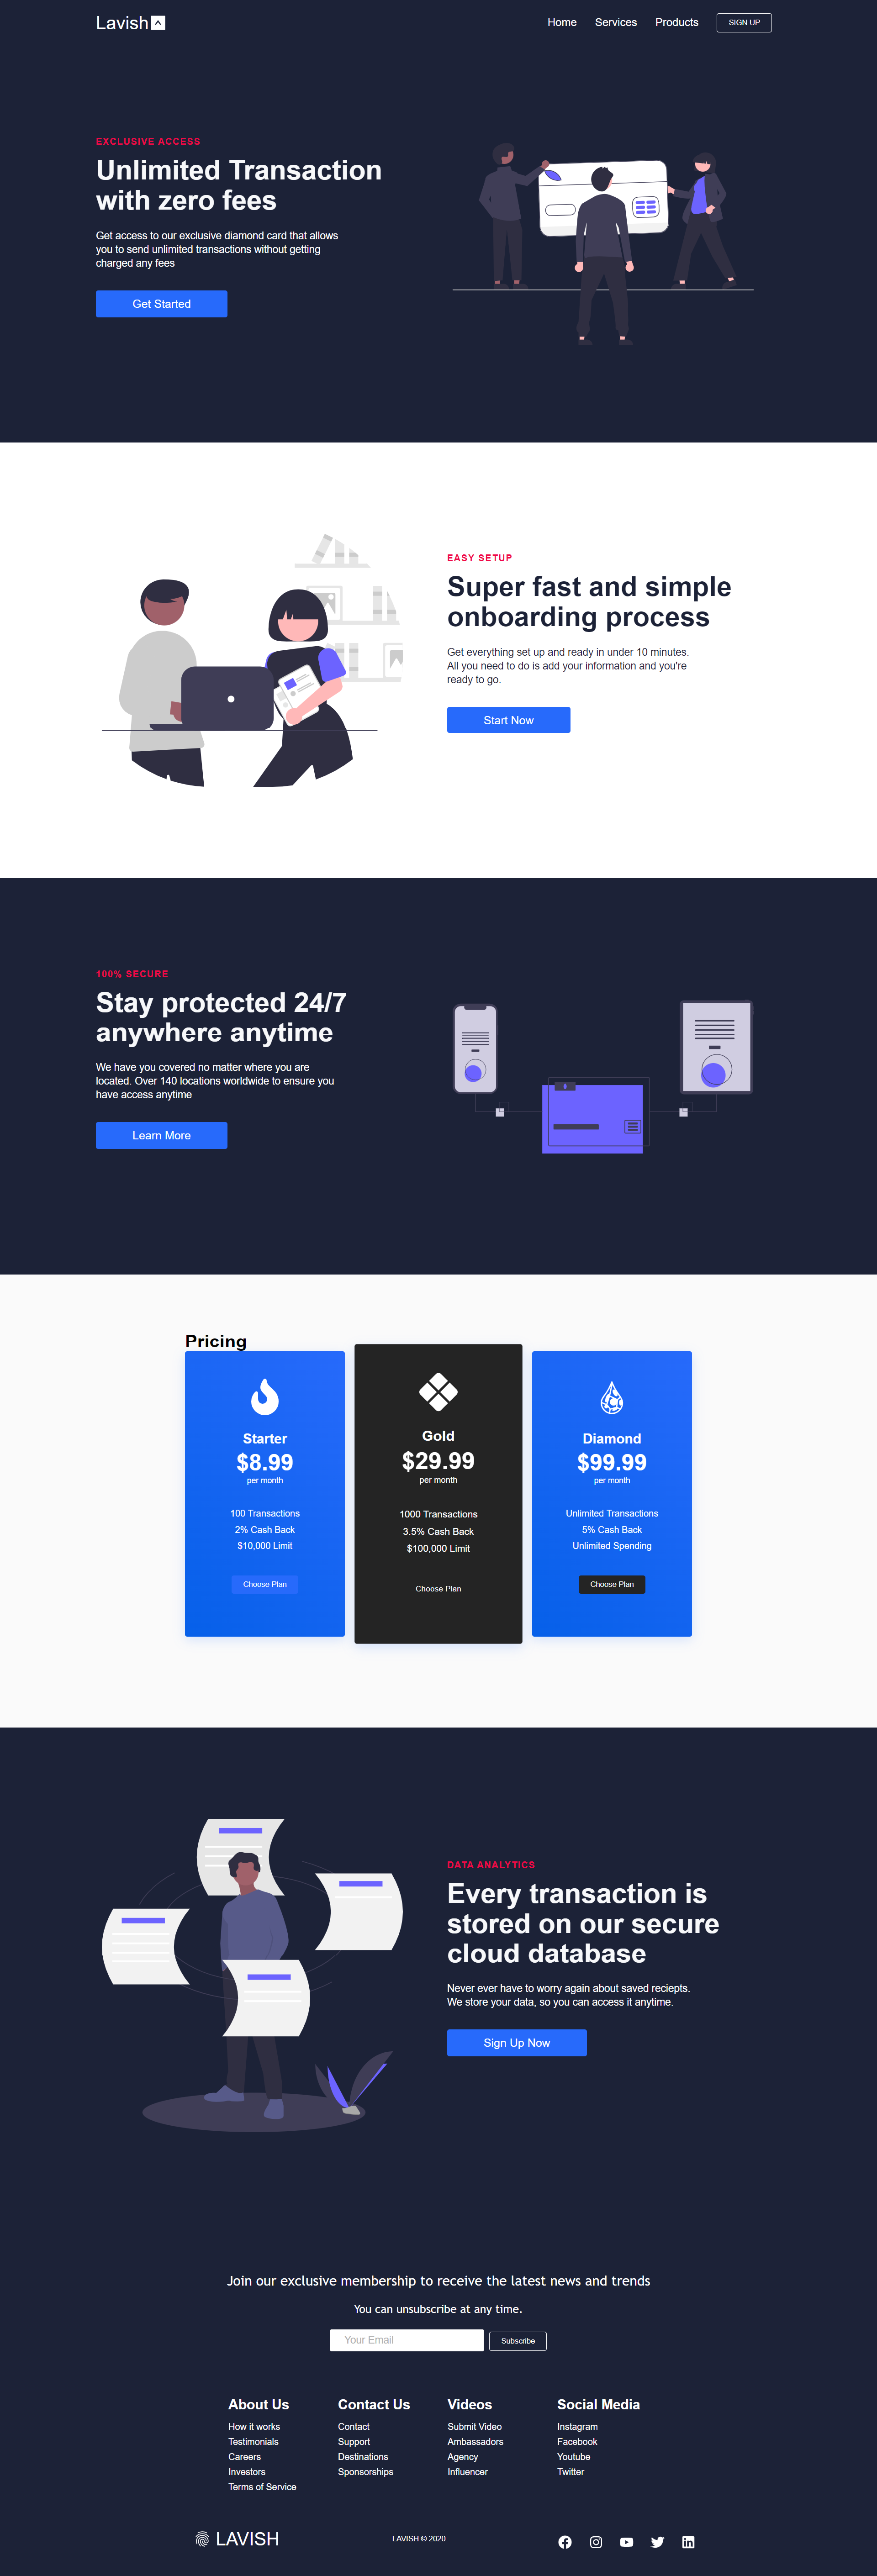 Lavish
Home Services Products SIGN UP
EXCLUSIVE ACCESS
Unlimited Transaction
with zero fees
Get access to our exclusive diamond card that allows
you to send unlimited transactions without getting
charged any fees
Get Started
EASY SETUP
Super fast and simple
onboarding process
Get everything set up and ready in under 10 minutes.
All you need to do is add your information and you're
ready to go.
Start Now
100% SECURE
Stay protected 24/7
anywhere anytime
We have you covered no matter where you are
located. Over 140 locations worldwide to ensure you
have access anytime
Learn More
Pricing
Starter
$8.99
per month
100 Transactions
2% Cash Back
$10,000 Limit
Choose Plan
Gold
$29.99
per month
1000 Transactions
3.5% Cash Back
$100,000 Limit
Choose Plan
Diamond
$99.99
per month
Unlimited Transactions
5% Cash Back
Unlimited Spending
Choose Plan
DATA ANALYTICS
Every transaction is
stored on our secure
cloud database
Never ever have to worry again about saved reciepts.
We store your data, so you can access it anytime.
Sign Up Now
Join our exclusive membership to receive the latest news and trends
You can unsubscribe at any time.
Your Email
Subscribe
About Us
How it works
Testimonials
Careers
Investors
Terms of Service
Contact Us
Contact
Support
Destinations
Sponsorships
Videos
Submit Video
Ambassadors
Agency
Influencer
Social Media
Instagram
Facebook
Youtube
Twitter
LAVISH
LAVISH © 2020